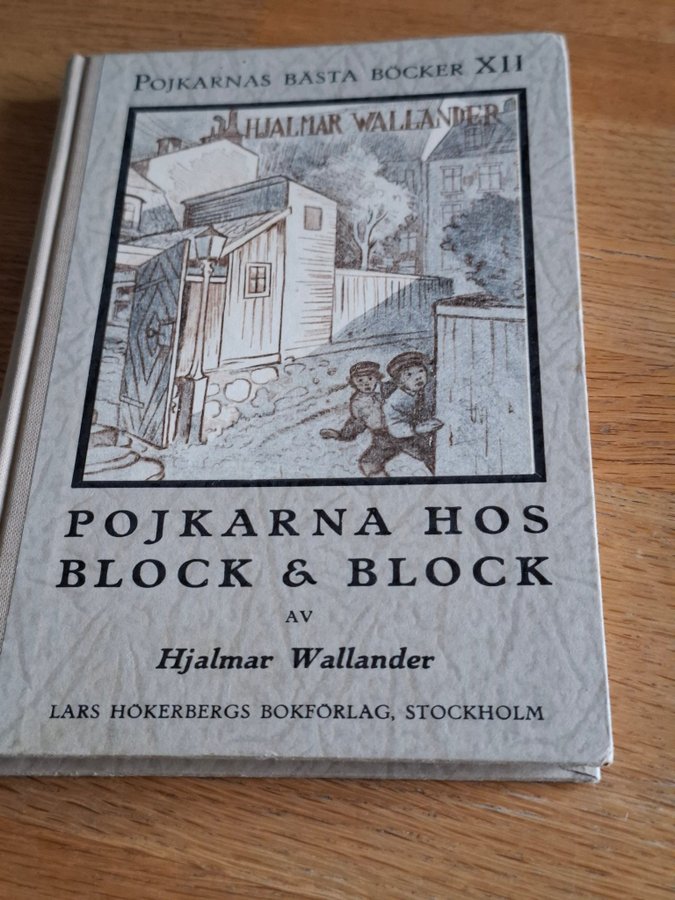 POJKARNAS BÄSTA BÖCKER XII
HJALMAR WALLANDER
POJKARNA HOS
BLOCK & BLOCK
AV
Hjalmar Wallander
LARS HÖKERBERGS BOKFÖRLAG, STOCKHOLM